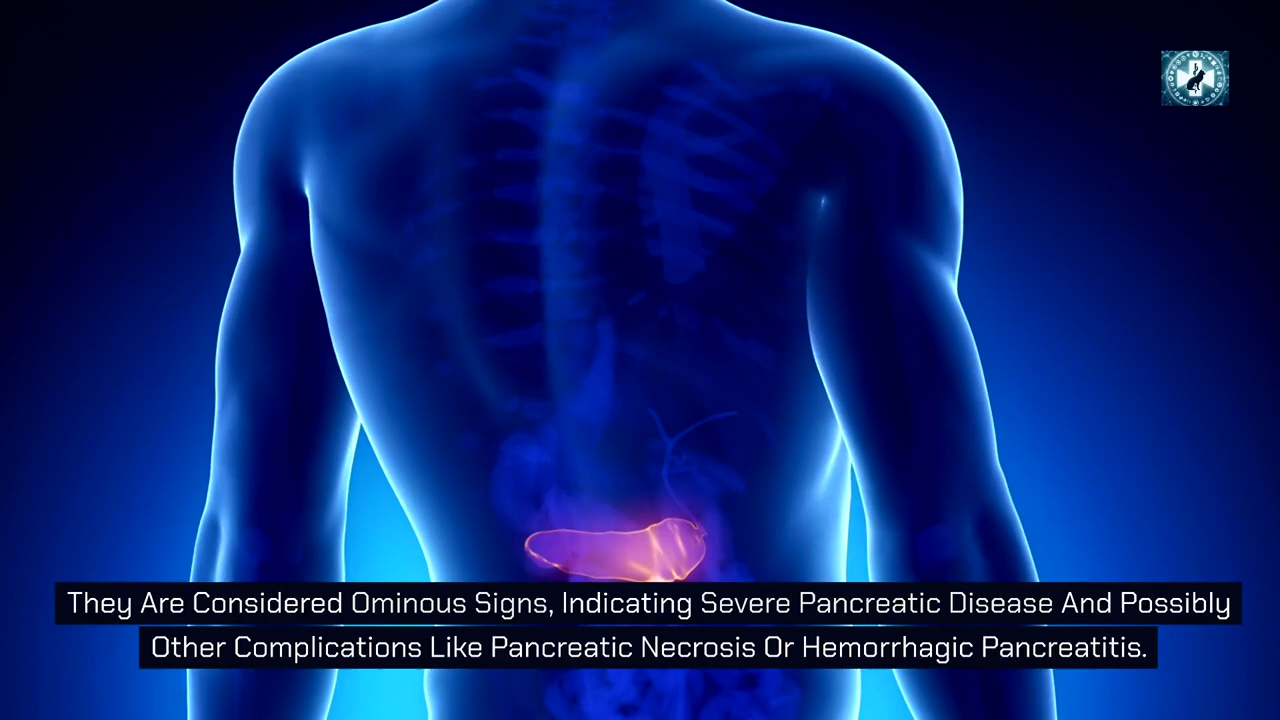 They Are Considered Ominous Signs, Indicating Severe Pancreatic Disease And Possibly
Other Complications Like Pancreatic Necrosis Or Hemorrhagic Pancreatitis.